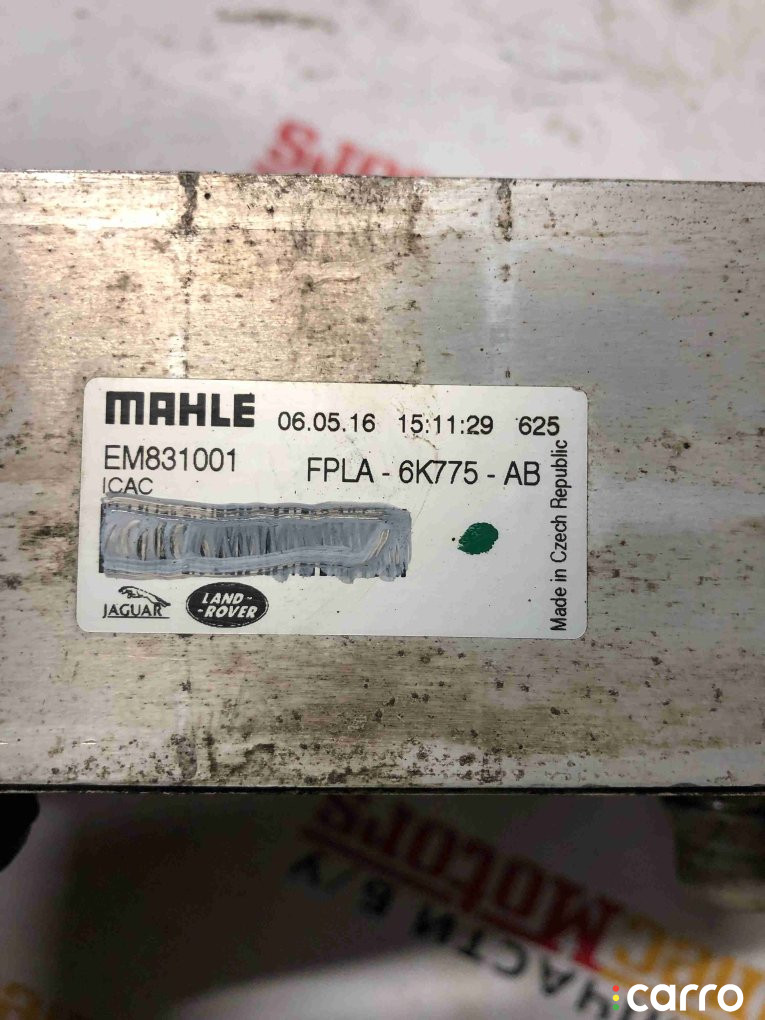 MAHLE 06.05.16 15:11:29 625
EM831001 FPLA - 6K775 - AB
ICAC
JAGUAR LAND-
-ROVER
Made in Czech Republic
Motors
Б/У
carro